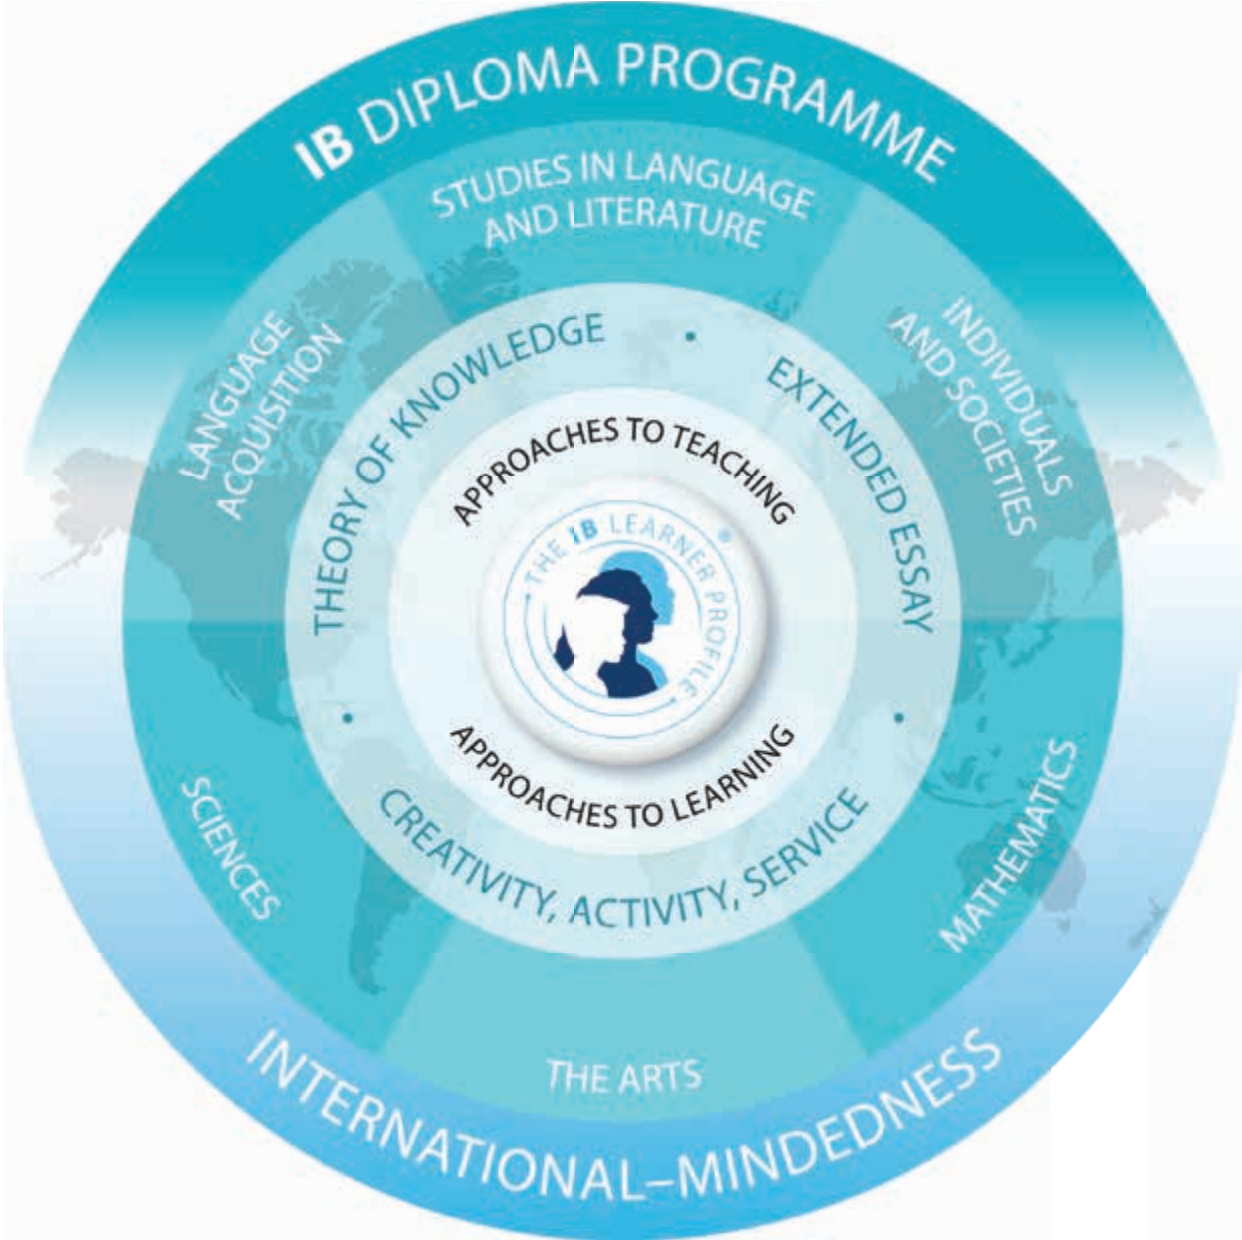 IB DIPLOMA PROGRAMME
STUDIES IN LANGUAGE
AND LITERATURE
LANGUAGE
ACQUISITION
INDIVIDUALS
AND SOCIETIES
THEORY OF KNOWLEDGE
•
EXTENDED ESSAY
•
APPROACHES TO TEACHING
THE IB LEARNER PROFILE
®
APPROACHES TO LEARNING
•
CREATIVITY, ACTIVITY, SERVICE
SCIENCES
MATHEMATICS
THE ARTS
INTERNATIONAL–MINDEDNESS